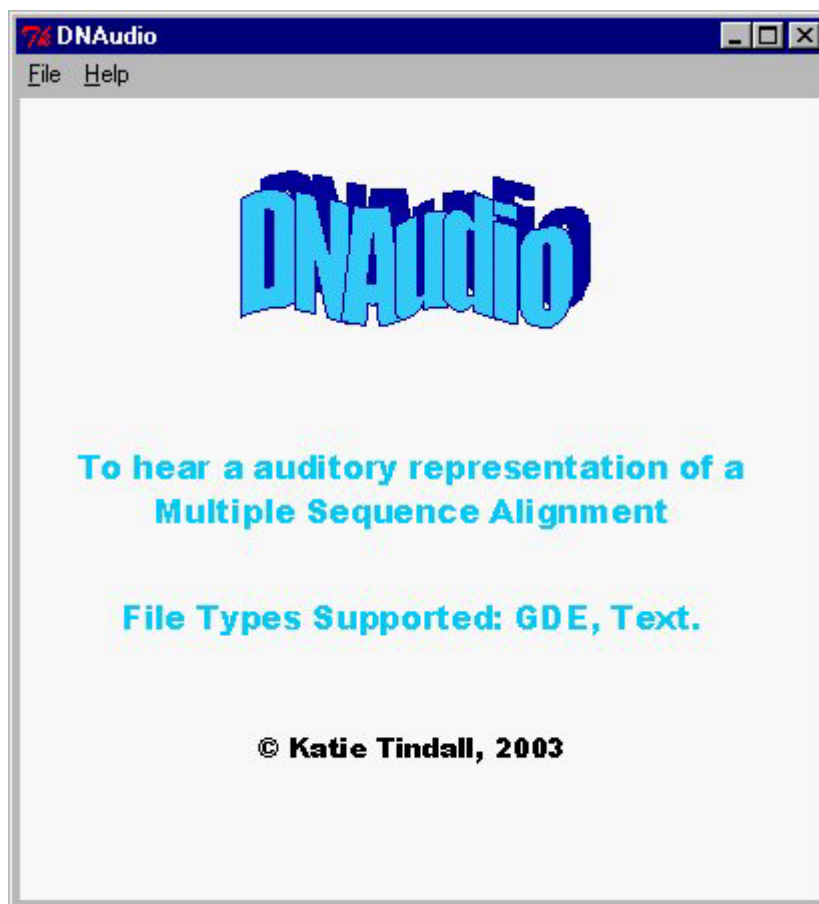 7k DNAudio
File Help
DNAudio
To hear a auditory representation of a
Multiple Sequence Alignment
File Types Supported: GDE, Text.
© Katie Tindall, 2003